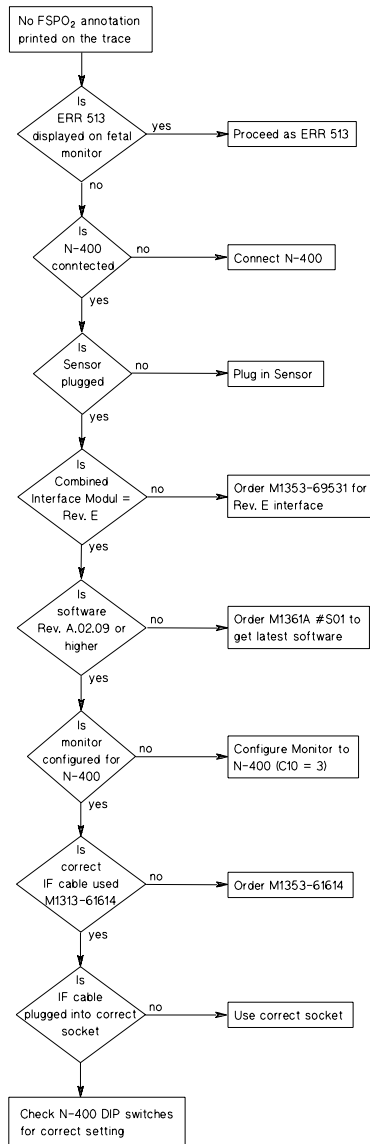 No FSPO₂ annotation
printed on the trace
Is
ERR 513
displayed on fetal
monitor
yes
Proceed as ERR 513
no
Is
N-400
conntected
no
Connect N-400
yes
Is
Sensor
plugged
no
Plug in Sensor
yes
Is
Combined
Interface Modul =
Rev. E
no
Order M1353-69531 for
Rev. E interface
yes
Is
software
Rev. A.02.09 or
higher
no
Order M1361A #S01 to
get latest software
yes
Is
monitor
configured for
N-400
no
Configure Monitor to
N-400 (C10 = 3)
yes
Is
correct
IF cable used
M1313-61614
no
Order M1353-61614
yes
Is
IF cable
plugged into correct
socket
no
Use correct socket
Check N-400 DIP switches
for correct setting